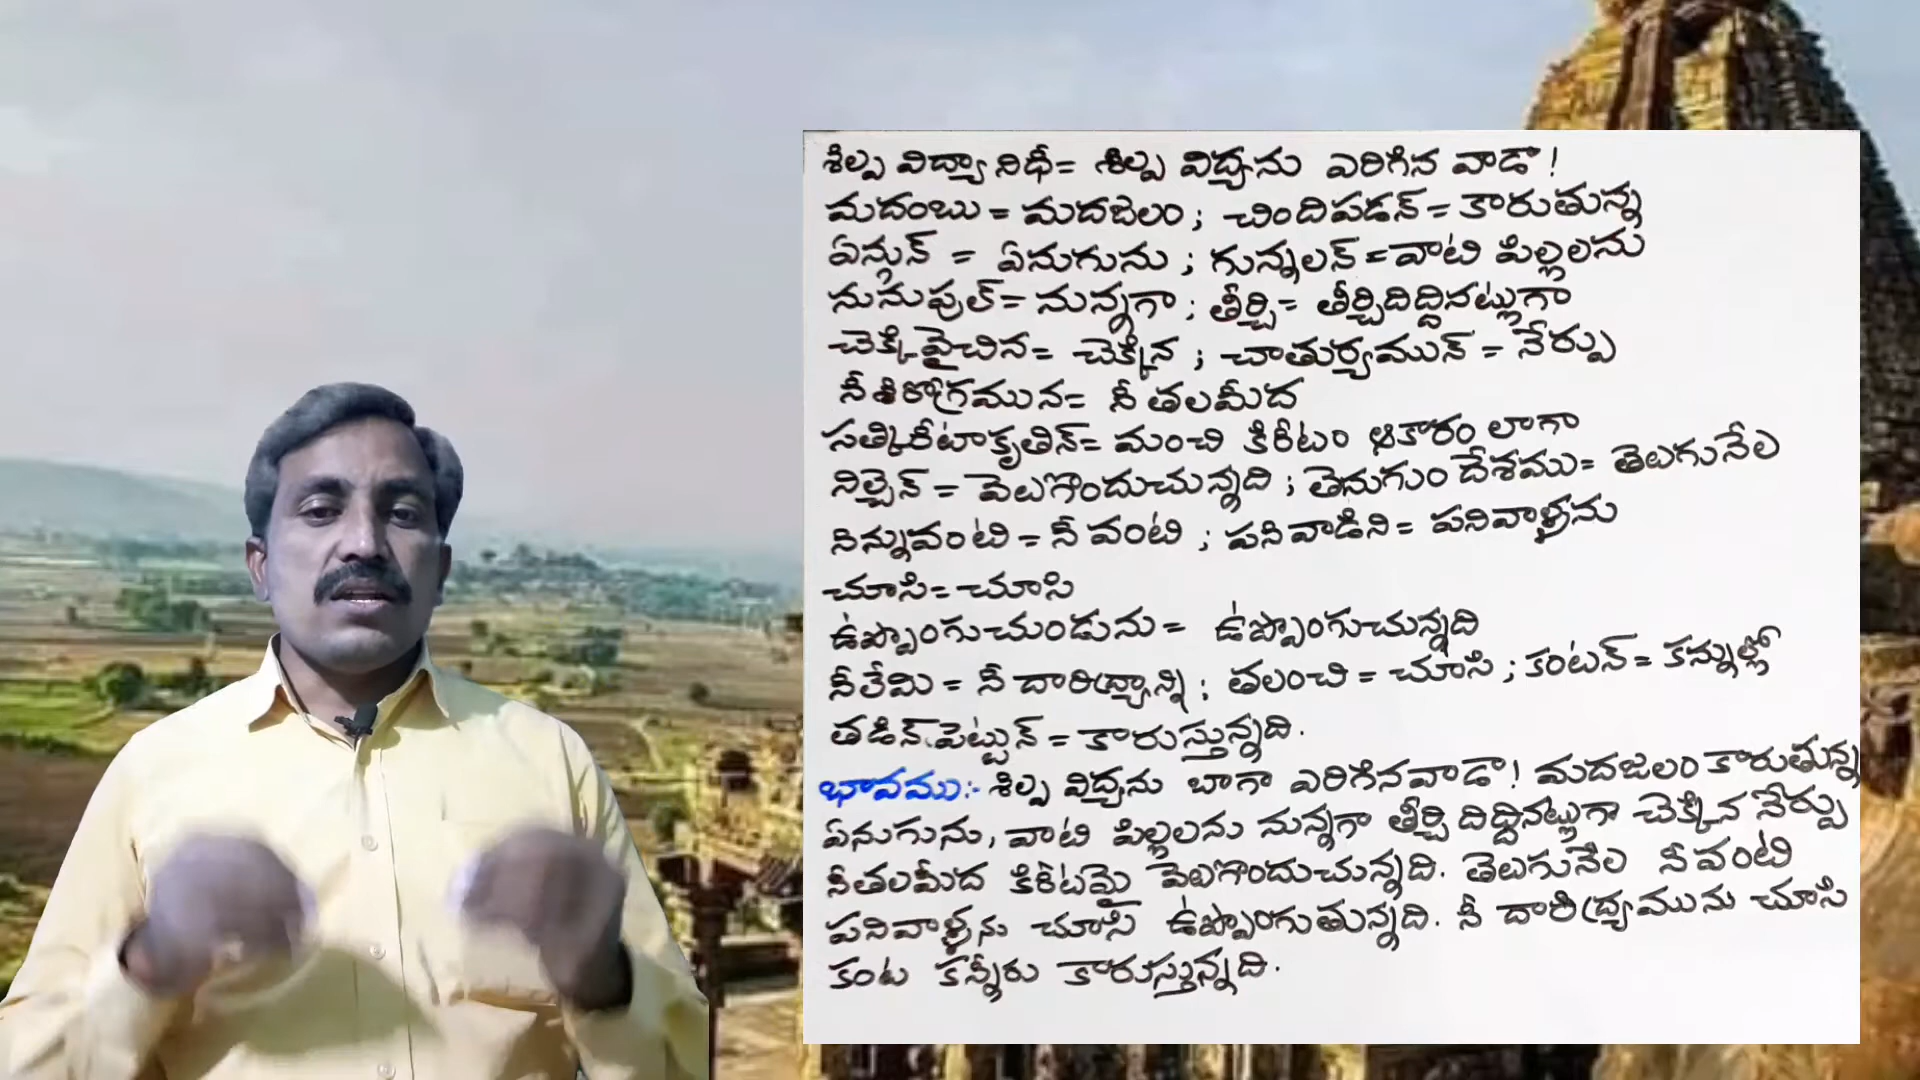 శిల్ప విద్యా నిధీ= శిల్ప విద్యను ఎరిగిన వాడా!
మదంబు = మదజలం ; చిందిపడన్ = కారుతున్న
ఏన్గున్ = ఏనుగును ; గున్నలన్ = వాటి పిల్లలను
నునుపుల్ = నున్నగా ; తీర్చి= తీర్చిదిద్దినట్లుగా
చెక్కివైచిన= చెక్కిన ; చాతుర్యమున్ = నేర్పు
నీ శిరోగ్రమున= నీ తలమీద
సత్కిరీటాకృతిన్= మంచి కిరీటం ఆకారం లాగా
నిల్చెన్ = వెలుగొందుచున్నది ; తెనుగుం దేశము= తెలుగునేల
నిన్నువంటి = నీ వంటి ; పనివాడిని = పనివాళ్ళను
చూసి= చూసి
ఉప్పొంగుచుండును= ఉప్పొంగుచున్నది
నీలేమి = నీ దారిద్ర్యాన్ని ; తలంచి = చూసి ; కంటన్ = కన్నుల్లో
తడిన్ పెట్టున్ = కారుస్తున్నది.
భావము:- శిల్ప విద్యను బాగా ఎరిగినవాడా! మదజలం కారుతున్న
ఏనుగును, వాటి పిల్లలను నున్నగా తీర్చి దిద్దినట్లుగా చెక్కిన నేర్పు
నీతలమీద కిరీటమై వెలుగొందుచున్నది. తెలుగునేల నీవంటి
పనివాళ్ళను చూసి ఉప్పొంగుతున్నది. నీ దారిద్ర్యమును చూసి
కంట కన్నీరు కారుస్తున్నది.